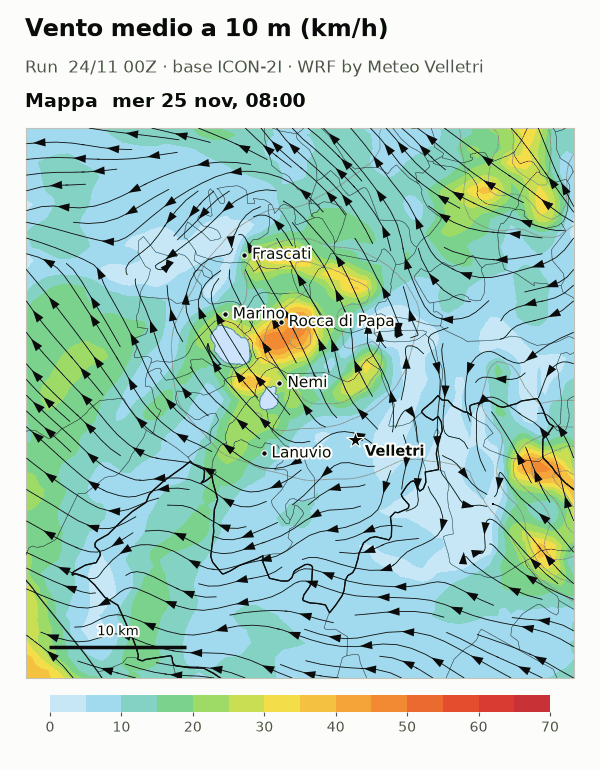 Vento medio a 10 m (km/h)
Run  24/11 00Z · base ICON-2I · WRF by Meteo Velletri
Mappa  mer 25 nov, 08:00
Frascati
Marino
Rocca di Papa
Nemi
Lanuvio
Velletri
10 km
0 10 20 30 40 50 60 70